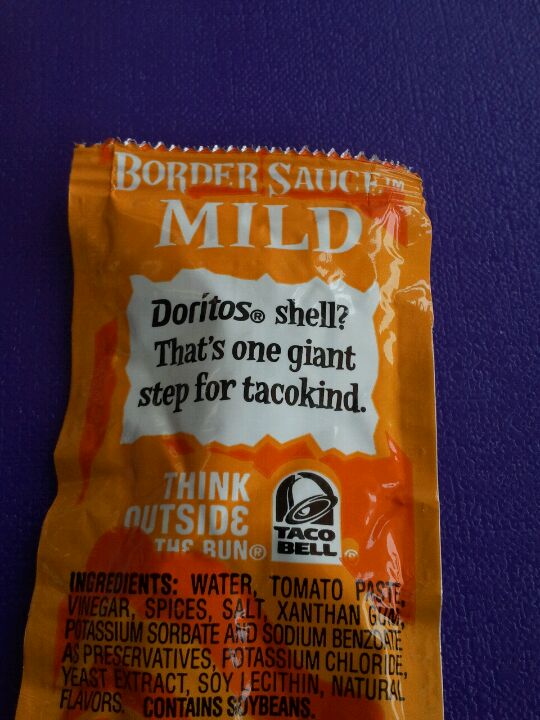 BORDER SAUCE™
MILD
Doritos® shell?
That's one giant
step for tacokind.
THINK
OUTSIDE
THE BUN®
TACO
BELL®
INGREDIENTS: WATER, TOMATO PASTE,
VINEGAR, SPICES, SALT, XANTHAN GUM,
POTASSIUM SORBATE AND SODIUM BENZOATE
AS PRESERVATIVES, POTASSIUM CHLORIDE,
YEAST EXTRACT, SOY LECITHIN, NATURAL
FLAVORS. CONTAINS SOYBEANS.